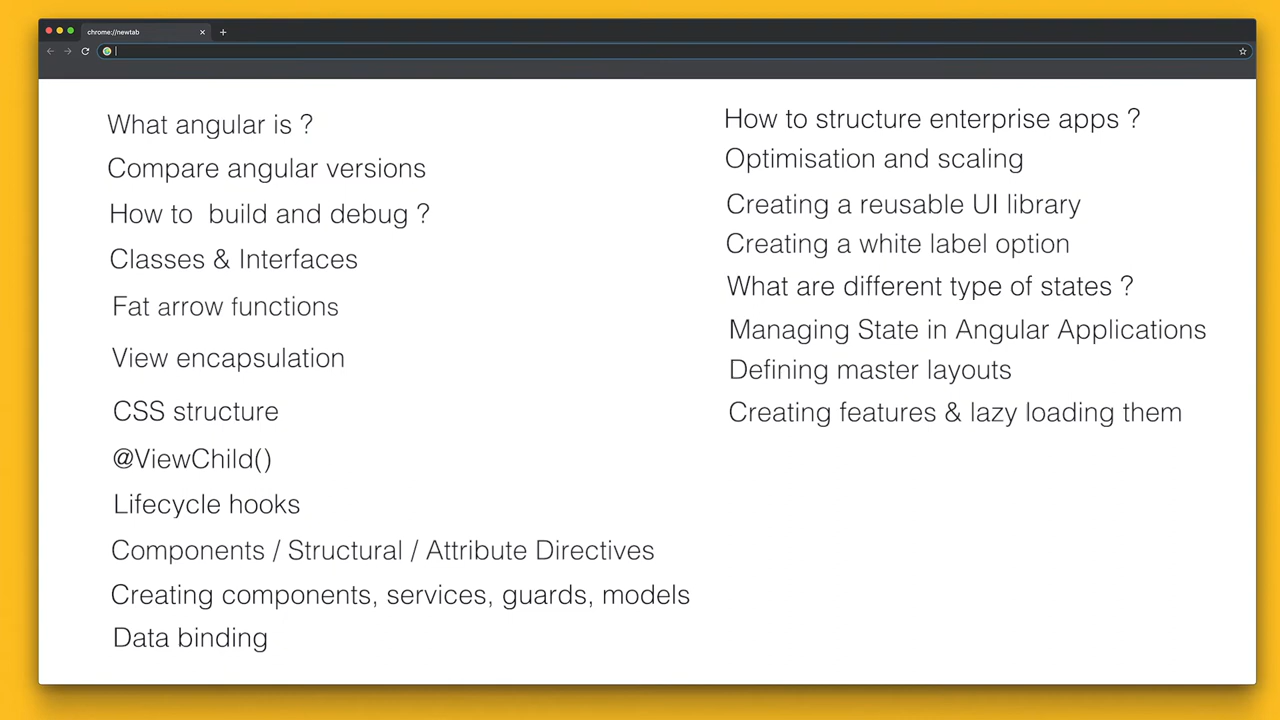 chrome://newtab
What angular is ?
Compare angular versions
How to build and debug ?
Classes & Interfaces
Fat arrow functions
View encapsulation
CSS structure
@ViewChild()
Lifecycle hooks
Components / Structural / Attribute Directives
Creating components, services, guards, models
Data binding
How to structure enterprise apps ?
Optimisation and scaling
Creating a reusable UI library
Creating a white label option
What are different type of states ?
Managing State in Angular Applications
Defining master layouts
Creating features & lazy loading them